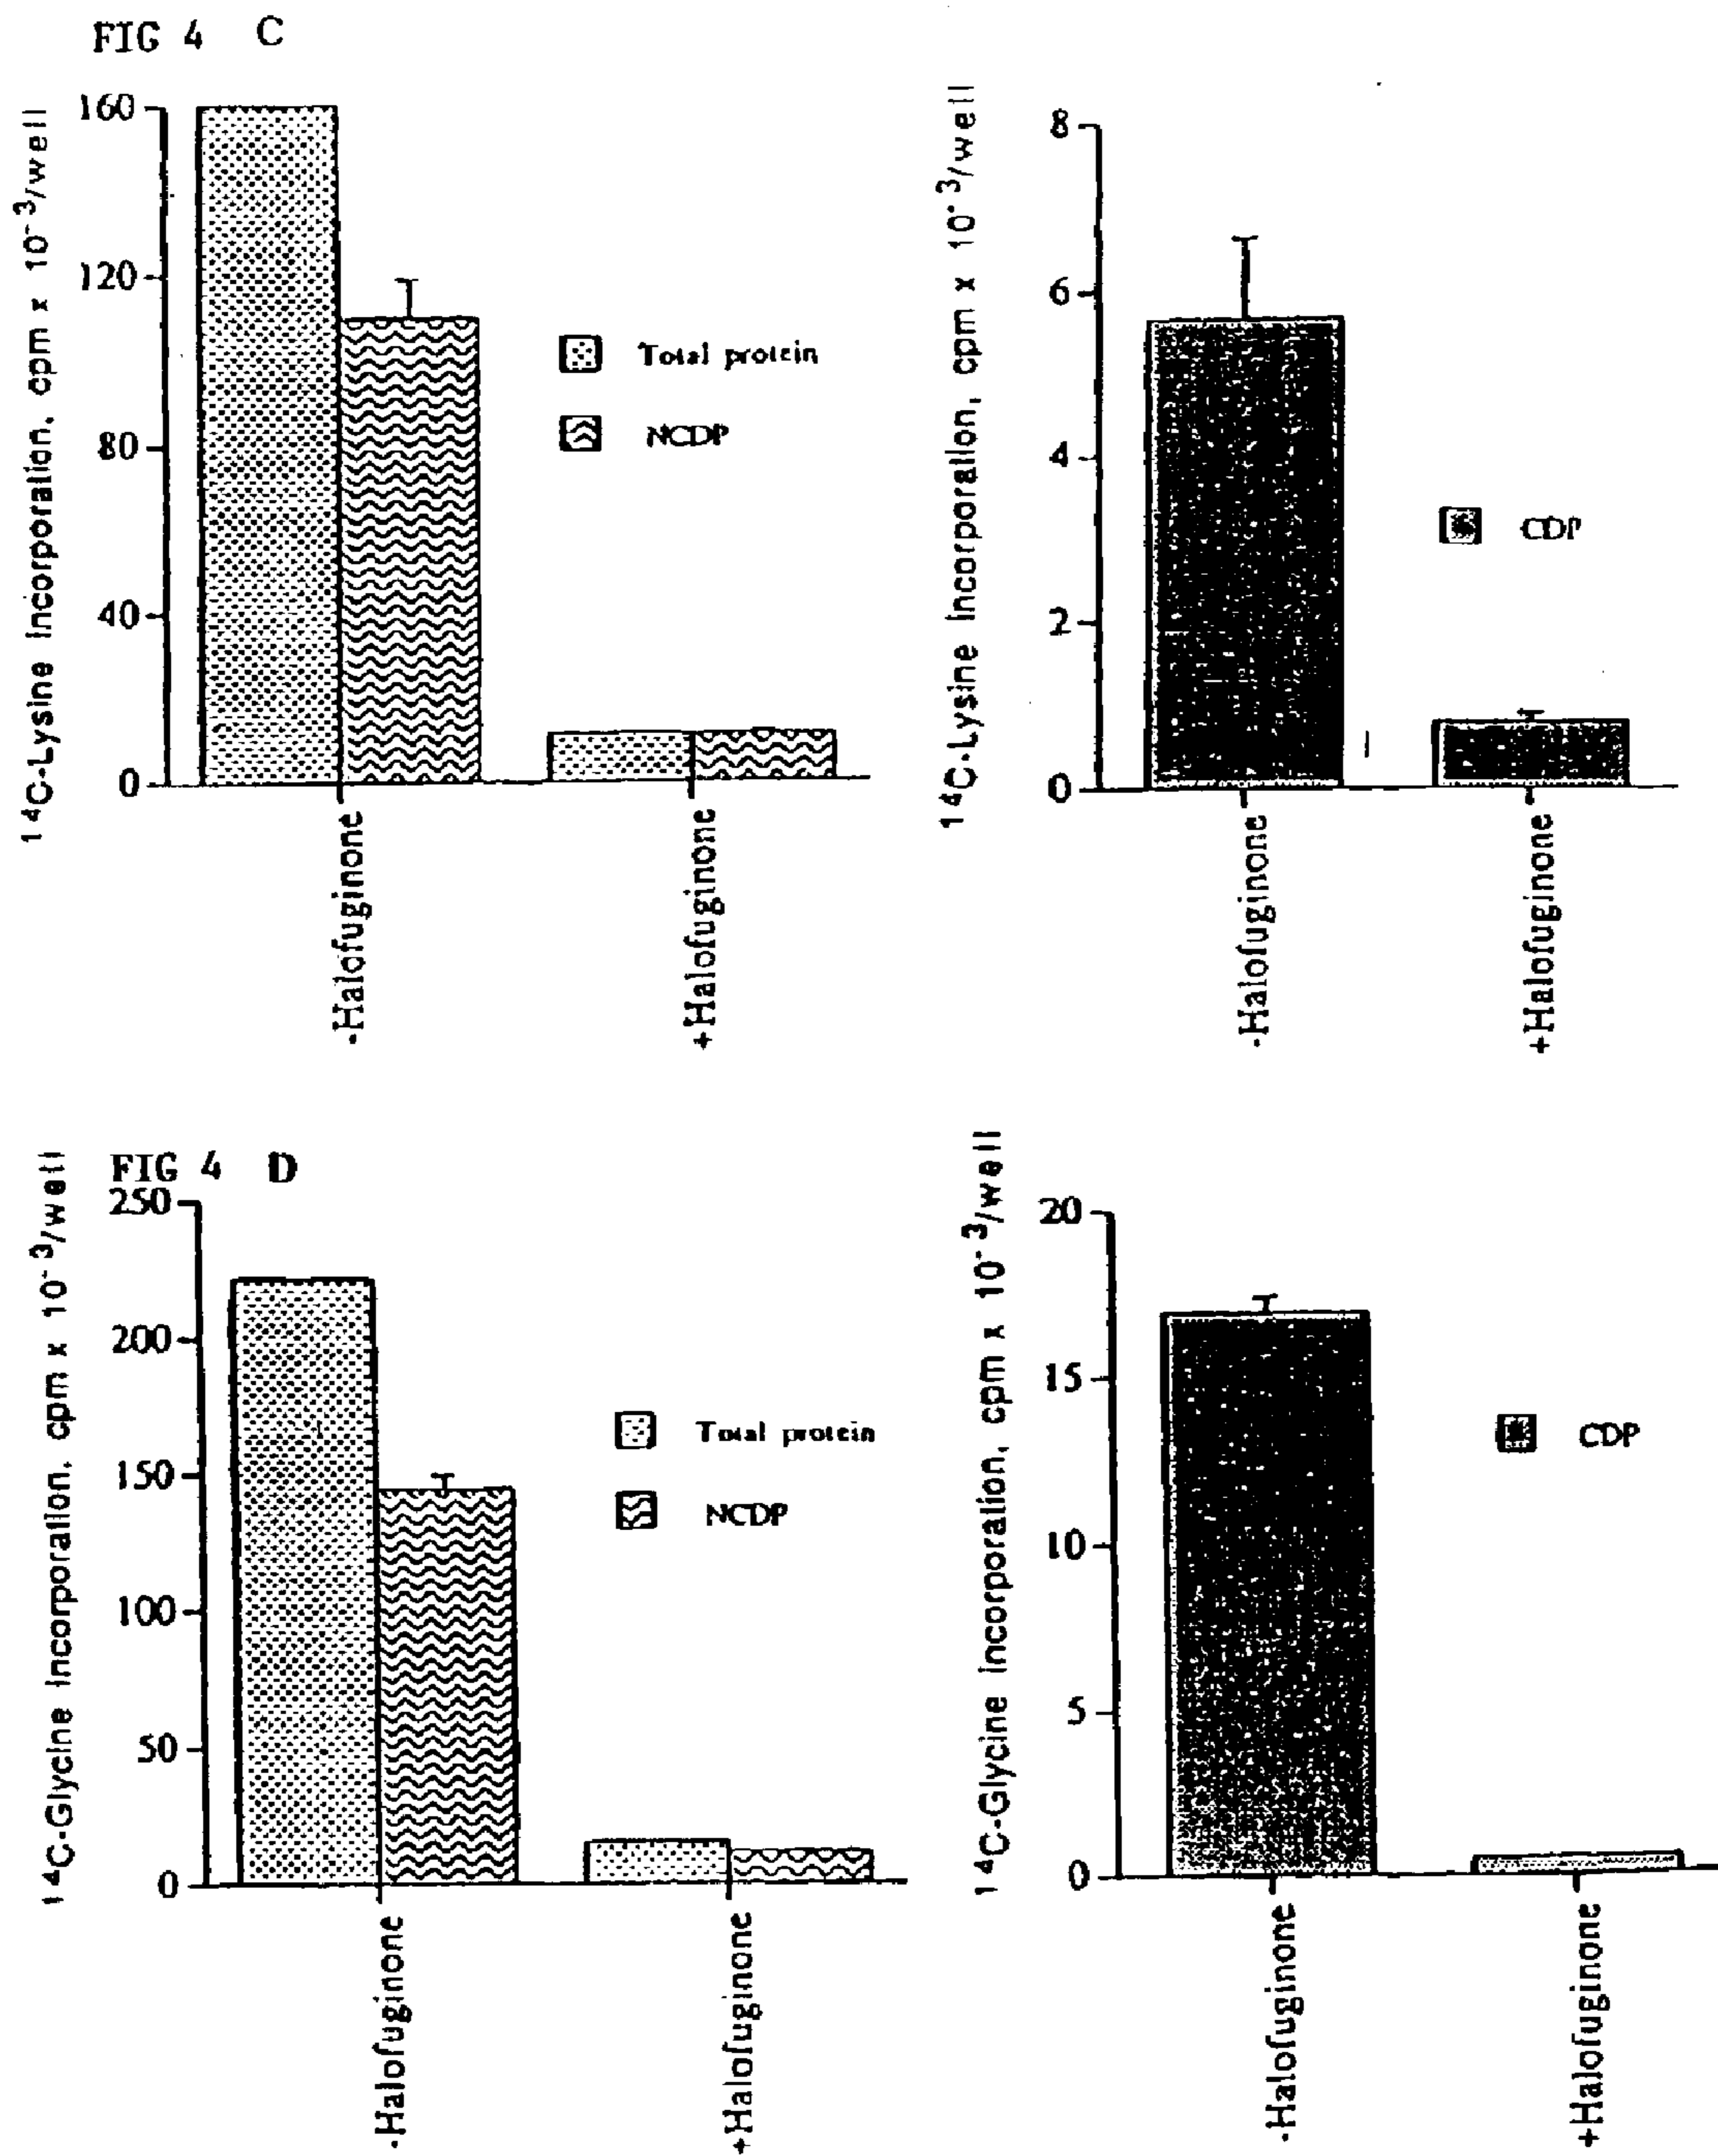 FIG 4 C
14C-Lysine incorporation, cpm x 10-3/well
160
120
80
40
0
Total protein
NCDP
-Halofuginone
+Halofuginone
14C-Lysine incorporation, cpm x 10-3/well
8
6
4
2
0
CDP
-Halofuginone
+Halofuginone
FIG 4 D
14C-Glycine incorporation, cpm x 10-3/well
250
200
150
100
50
0
Total protein
NCDP
-Halofuginone
+Halofuginone
14C-Glycine incorporation, cpm x 10-3/well
20
15
10
5
0
CDP
-Halofuginone
+Halofuginone